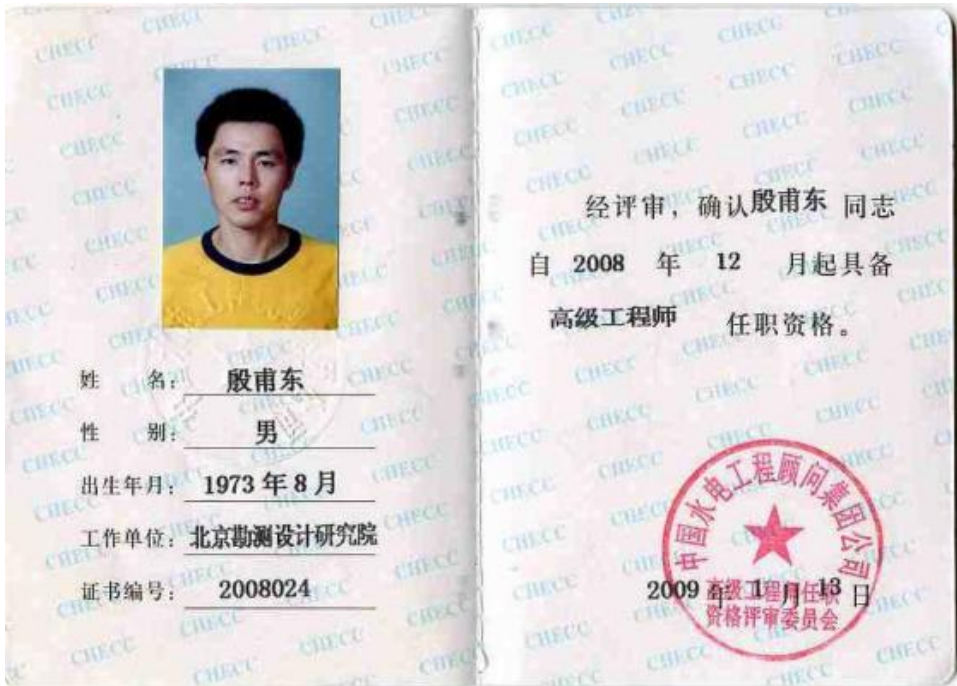 姓 名：殷甫东
性 别：男
出生年月：1973 年 8 月
工作单位：北京勘测设计研究院
证书编号：2008024
经评审，确认殷甫东 同志
自 2008 年 12 月起具备
高级工程师 任职资格。
中国水电工程顾问集团公司
2009 年 1 月 13 日
高级工程师任职
资格评审委员会
CHECC